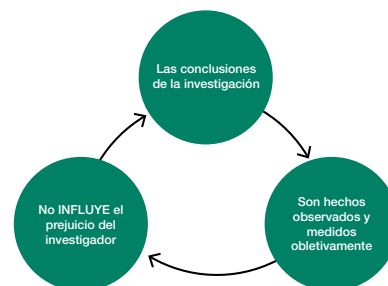 Las conclusiones
de la investigación
Son hechos
observados y
medidos
obletivamente
No INFLUYE el
prejuicio del
investigador